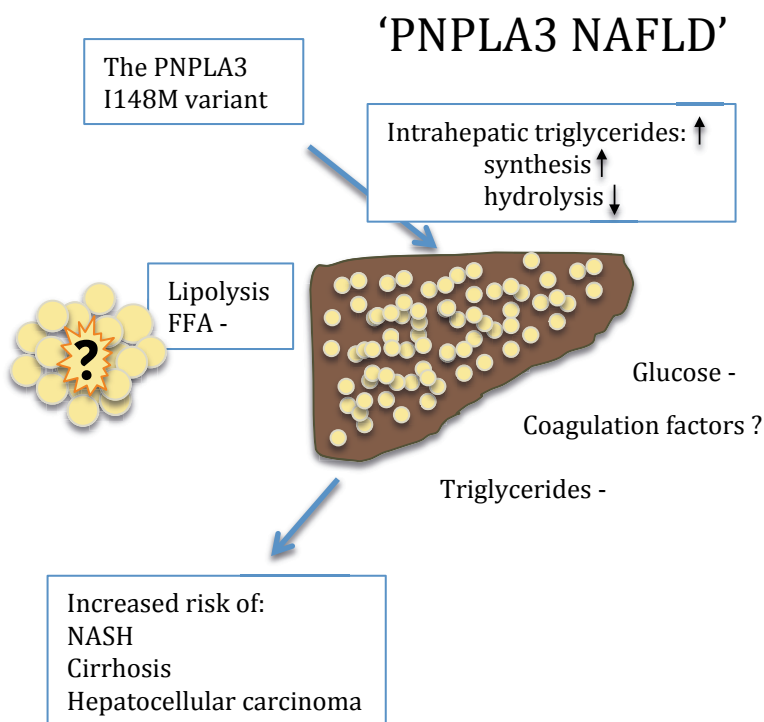 ‘PNPLA3 NAFLD’
The PNPLA3
I148M variant
Intrahepatic triglycerides: ↑
synthesis ↑
hydrolysis ↓
Lipolysis
FFA -
?
Glucose -
Coagulation factors ?
Triglycerides -
Increased risk of:
NASH
Cirrhosis
Hepatocellular carcinoma